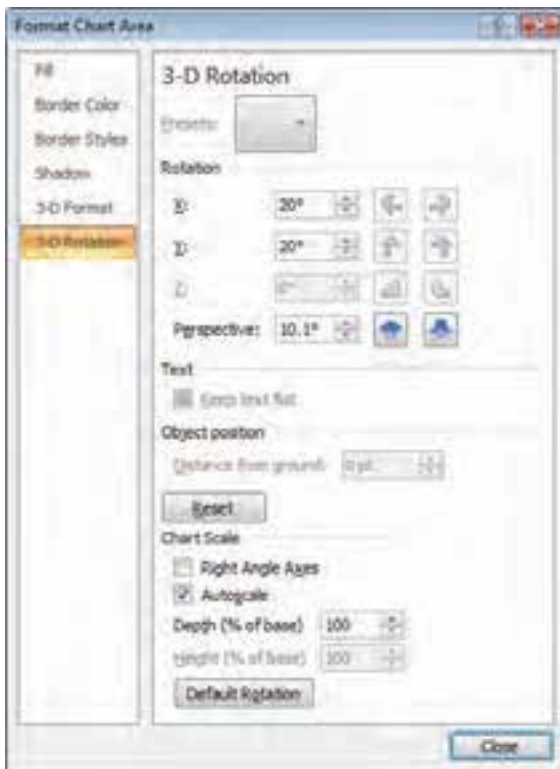 Format Chart Area
Fill
Border Color
Border Styles
Shadow
3-D Format
3-D Rotation
3-D Rotation
Presets:
Rotation
X: 20°
Y: 20°
Z: 0°
Perspective: 10.1°
Text
Keep text flat
Object position
Distance from ground: 0 pt
Reset
Chart Scale
Right Angle Axes
Autoscale
Depth (% of base) 100
Height (% of base) 100
Default Rotation
Close